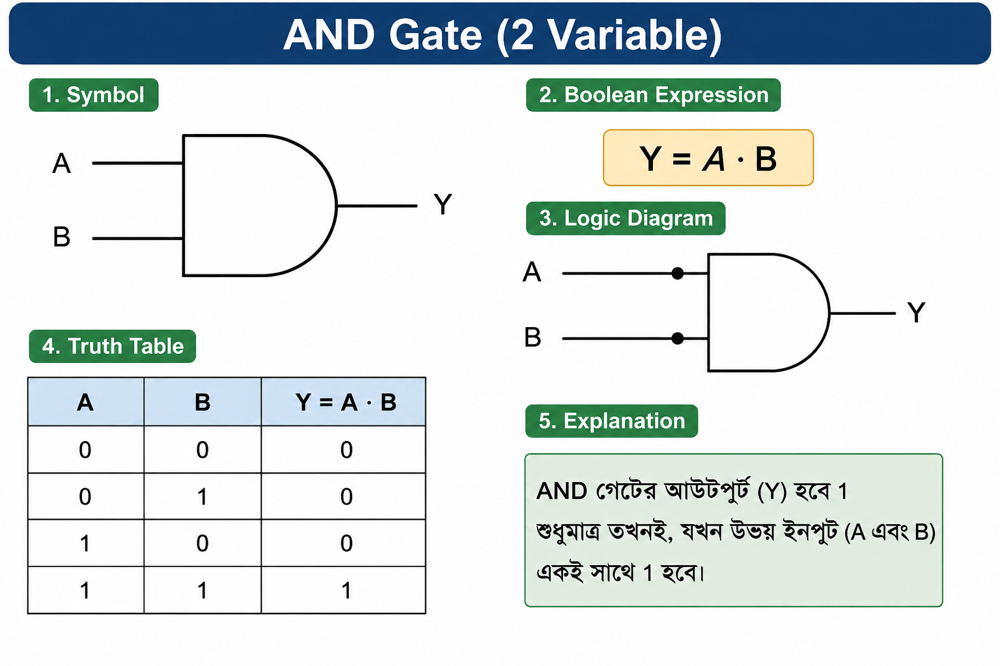 AND Gate (2 Variable)
1. Symbol
A
B
Y
2. Boolean Expression
Y = A · B
3. Logic Diagram
A
B
Y
4. Truth Table
A B Y = A · B
0 0 0
0 1 0
1 0 0
1 1 1
5. Explanation
AND গেটের আউটপুর্ট (Y) হবে 1
শুধুমাত্র তখনই, যখন উভয় ইনপুট (A এবং B)
একই সাথে 1 হবে।